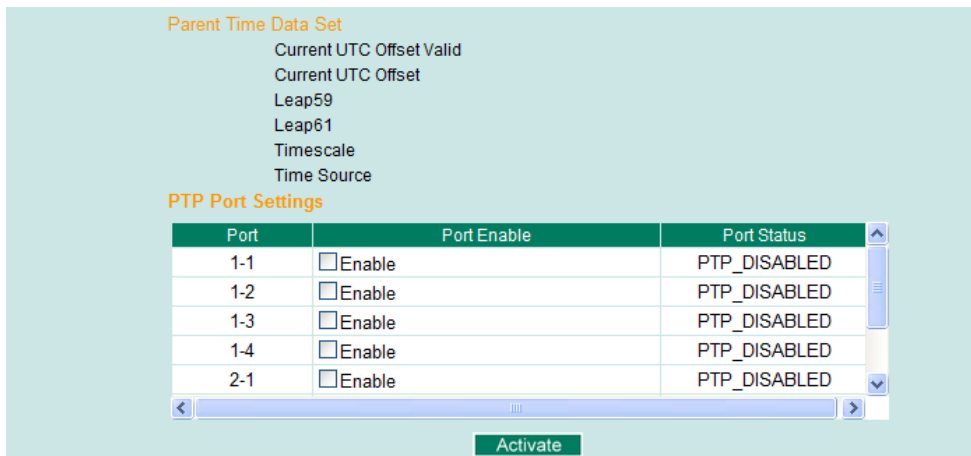 Parent Time Data Set
Current UTC Offset Valid
Current UTC Offset
Leap59
Leap61
Timescale
Time Source
PTP Port Settings
Port Port Enable Port Status
1-1 Enable PTP_DISABLED
1-2 Enable PTP_DISABLED
1-3 Enable PTP_DISABLED
1-4 Enable PTP_DISABLED
2-1 Enable PTP_DISABLED
Activate